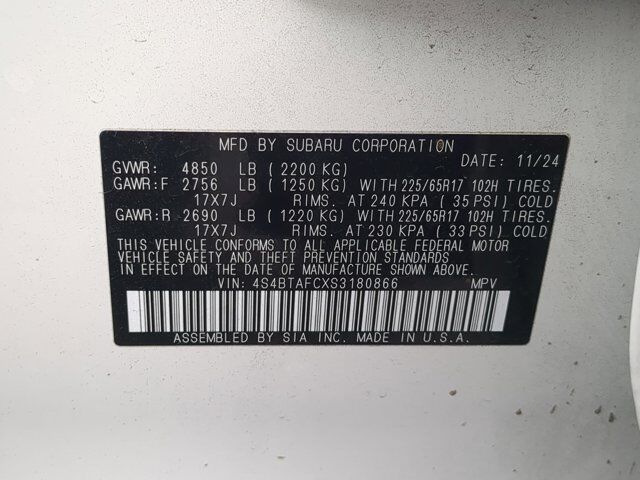 MFD BY SUBARU CORPORATION
DATE: 11/24
GVWR: 4850 LB ( 2200 KG)
GAWR:F 2756 LB ( 1250 KG) WITH 225/65R17 102H TIRES.
17X7J RIMS. AT 240 KPA ( 35 PSI) COLD
GAWR:R 2690 LB ( 1220 KG) WITH 225/65R17 102H TIRES.
17X7J RIMS. AT 230 KPA ( 33 PSI) COLD
THIS VEHICLE CONFORMS TO ALL APPLICABLE FEDERAL MOTOR
VEHICLE SAFETY,BUMPER,AND THEFT PREVENTION STANDARDS
IN EFFECT ON THE DATE OF MANUFACTURE SHOWN ABOVE.
VIN: 4S4BTAFCXS3180866 MPV
ASSEMBLED BY SIA INC. MADE IN U.S.A.